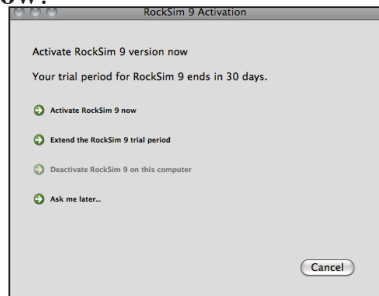 ow.
RockSim 9 Activation
Activate RockSim 9 version now
Your trial period for RockSim 9 ends in 30 days.
Activate RockSim 9 now
Extend the RockSim 9 trial period
Deactivate RockSim 9 on this computer
Ask me later..
Cancel